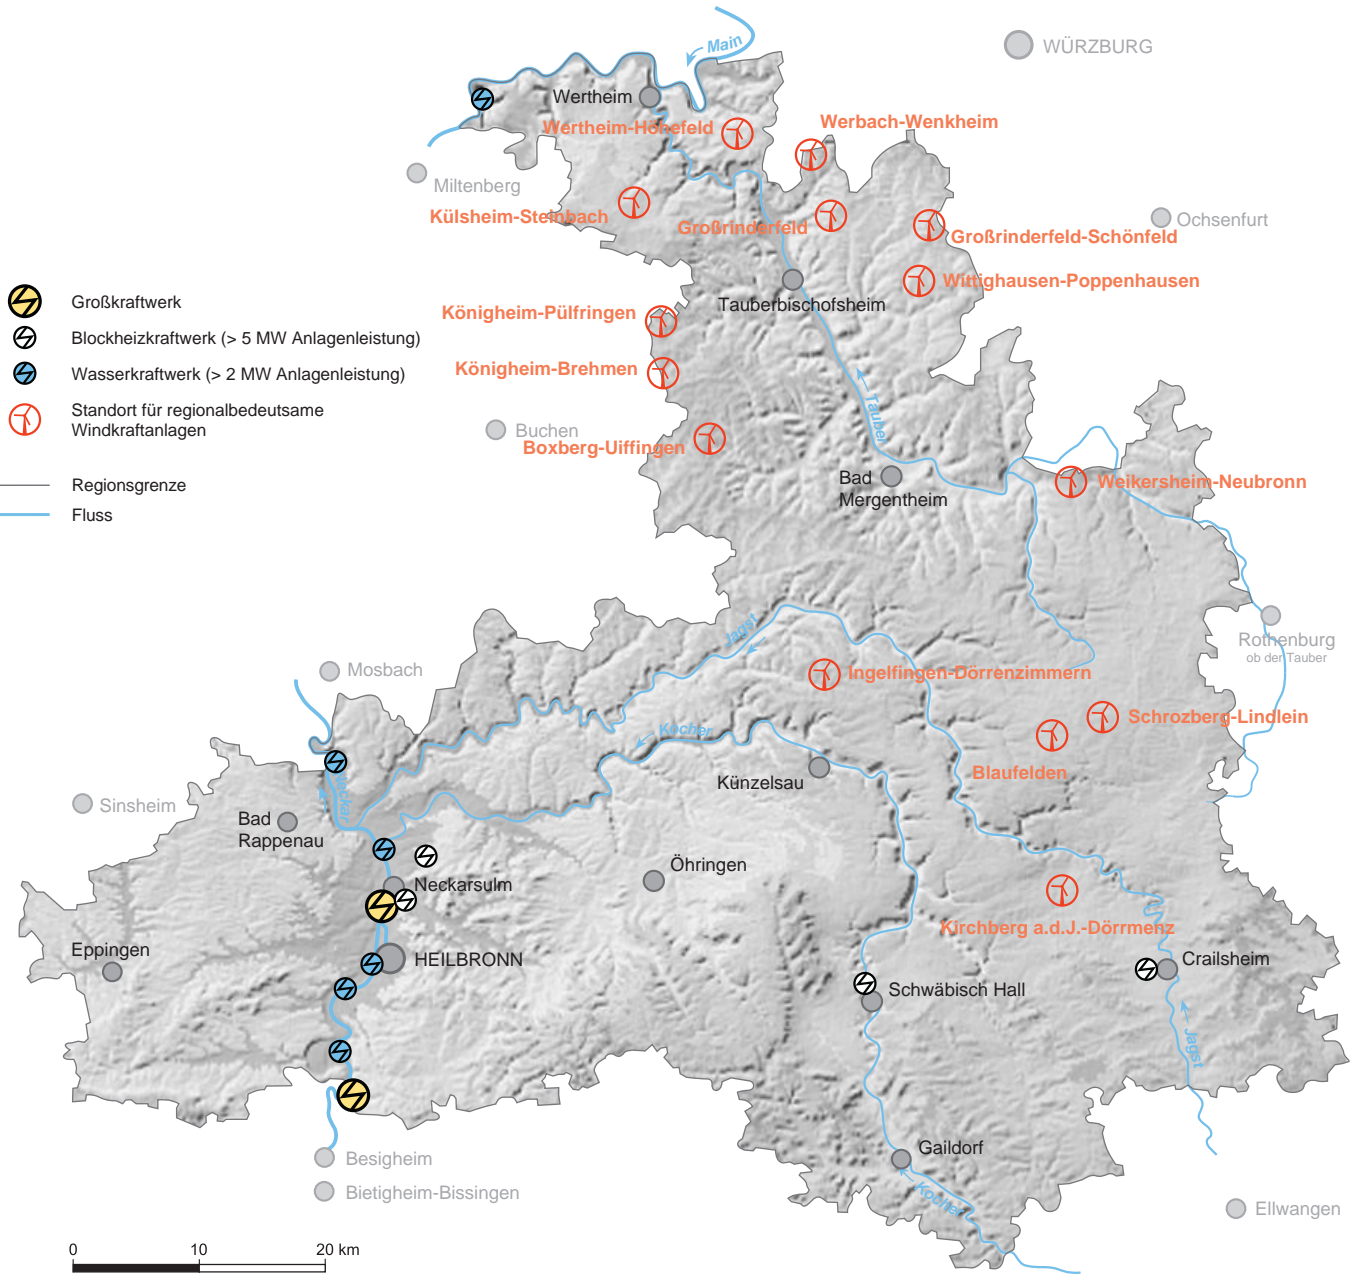 Main
WÜRZBURG
Wertheim
Wertheim-Höhefeld
Werbach-Wenkheim
Miltenberg
Külsheim-Steinbach
Großrinderfeld
Ochsenfurt
Großrinderfeld-Schönfeld
Wittighausen-Poppenhausen
Tauberbischofsheim
Königheim-Pülfringen
Königheim-Brehmen
Großkraftwerk
Blockheizkraftwerk (> 5 MW Anlagenleistung)
Wasserkraftwerk (> 2 MW Anlagenleistung)
Standort für regionalbedeutsame
Windkraftanlagen
Regionsgrenze
Fluss
Tauber
Buchen
Boxberg-Uiffingen
Bad
Mergentheim
Weikersheim-Neubronn
Rothenburg
ob der Tauber
Jagst
Mosbach
Ingelfingen-Dörrenzimmern
Schrozberg-Lindlein
Kocher
Blaufelden
Künzelsau
Neckar
Sinsheim
Bad
Rappenau
Öhringen
Neckarsulm
Kirchberg a.d.J.-Dörrmenz
Eppingen
HEILBRONN
Crailsheim
Schwäbisch Hall
Jagst
Gaildorf
Kocher
Besigheim
Bietigheim-Bissingen
Ellwangen
0 10 20 km